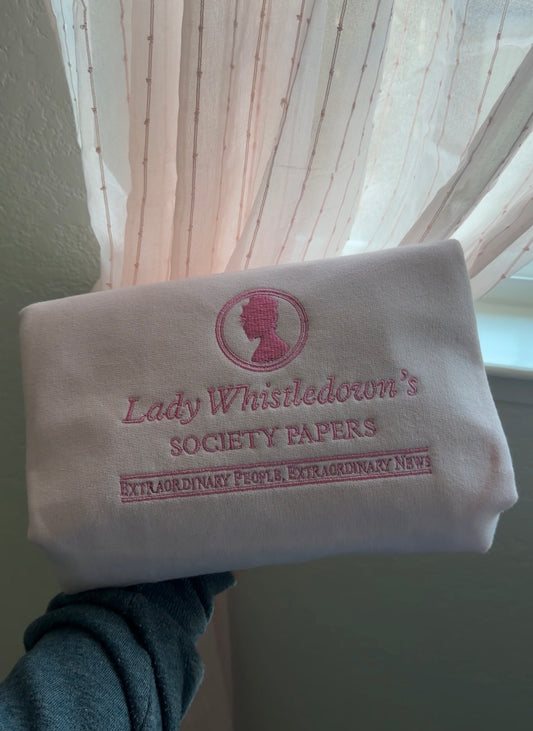 Lady Whistledown's
SOCIETY PAPERS
EXTRAORDINARY PEOPLE, EXTRAORDINARY NEWS